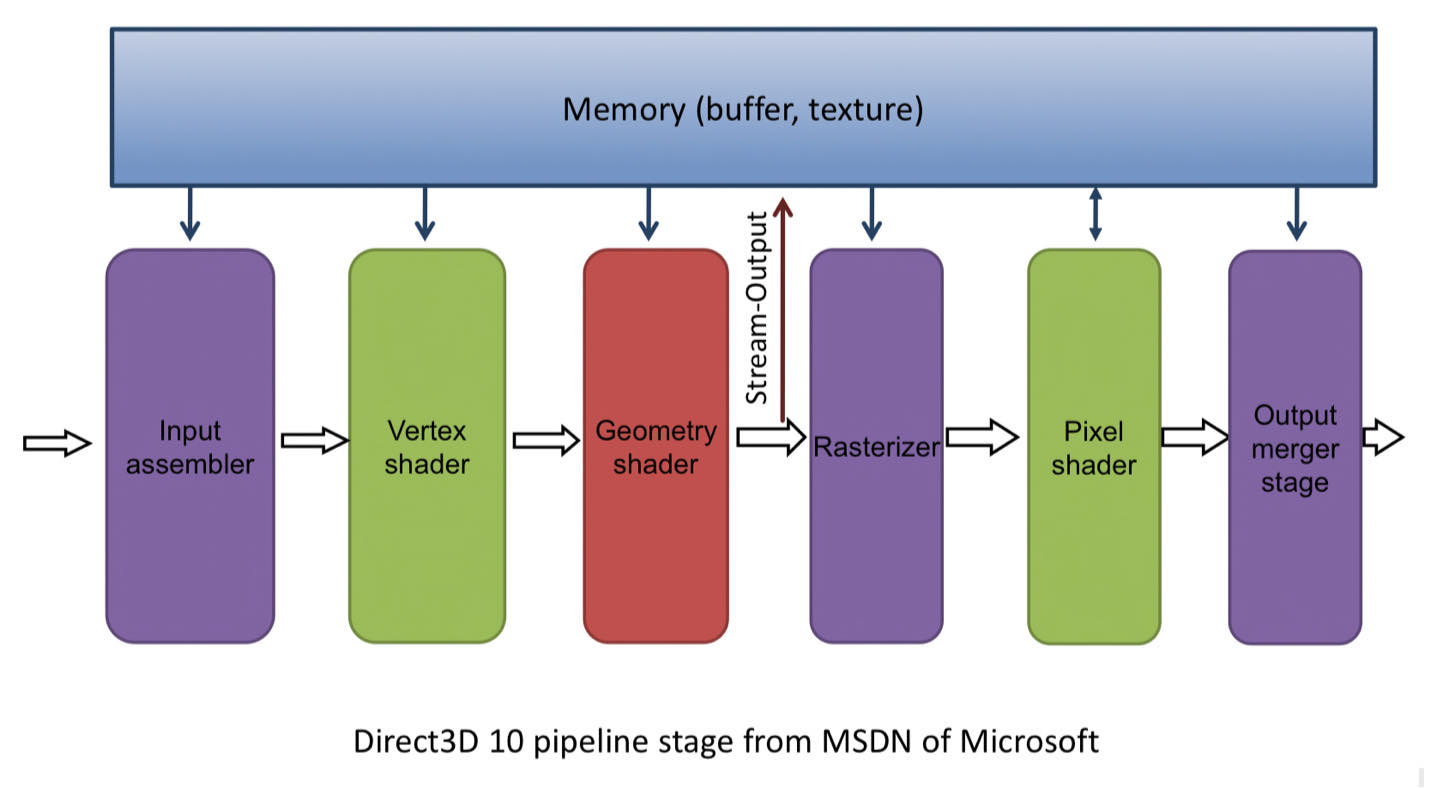 Memory (buffer, texture)
Stream-Output
Input
assembler
Vertex
shader
Geometry
shader
Rasterizer
Pixel
shader
Output
merger
stage
Direct3D 10 pipeline stage from MSDN of Microsoft